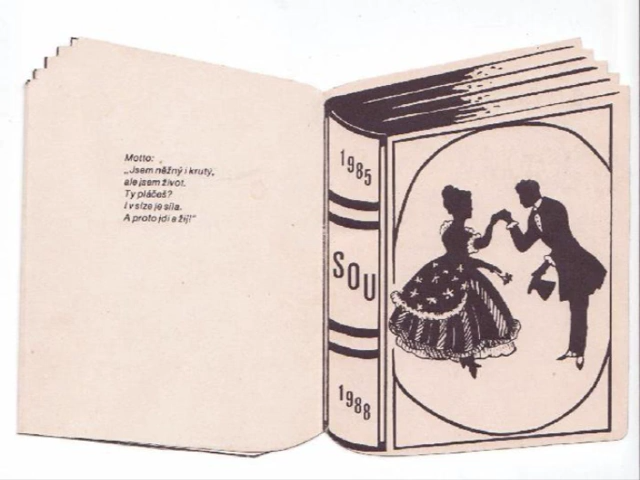 Motto:
„Jsem něžný i krutý,
ale jsem život.
Ty pláčeš?
I v slze je síla.
A proto jdi a žij!"
1985
SOU
1988